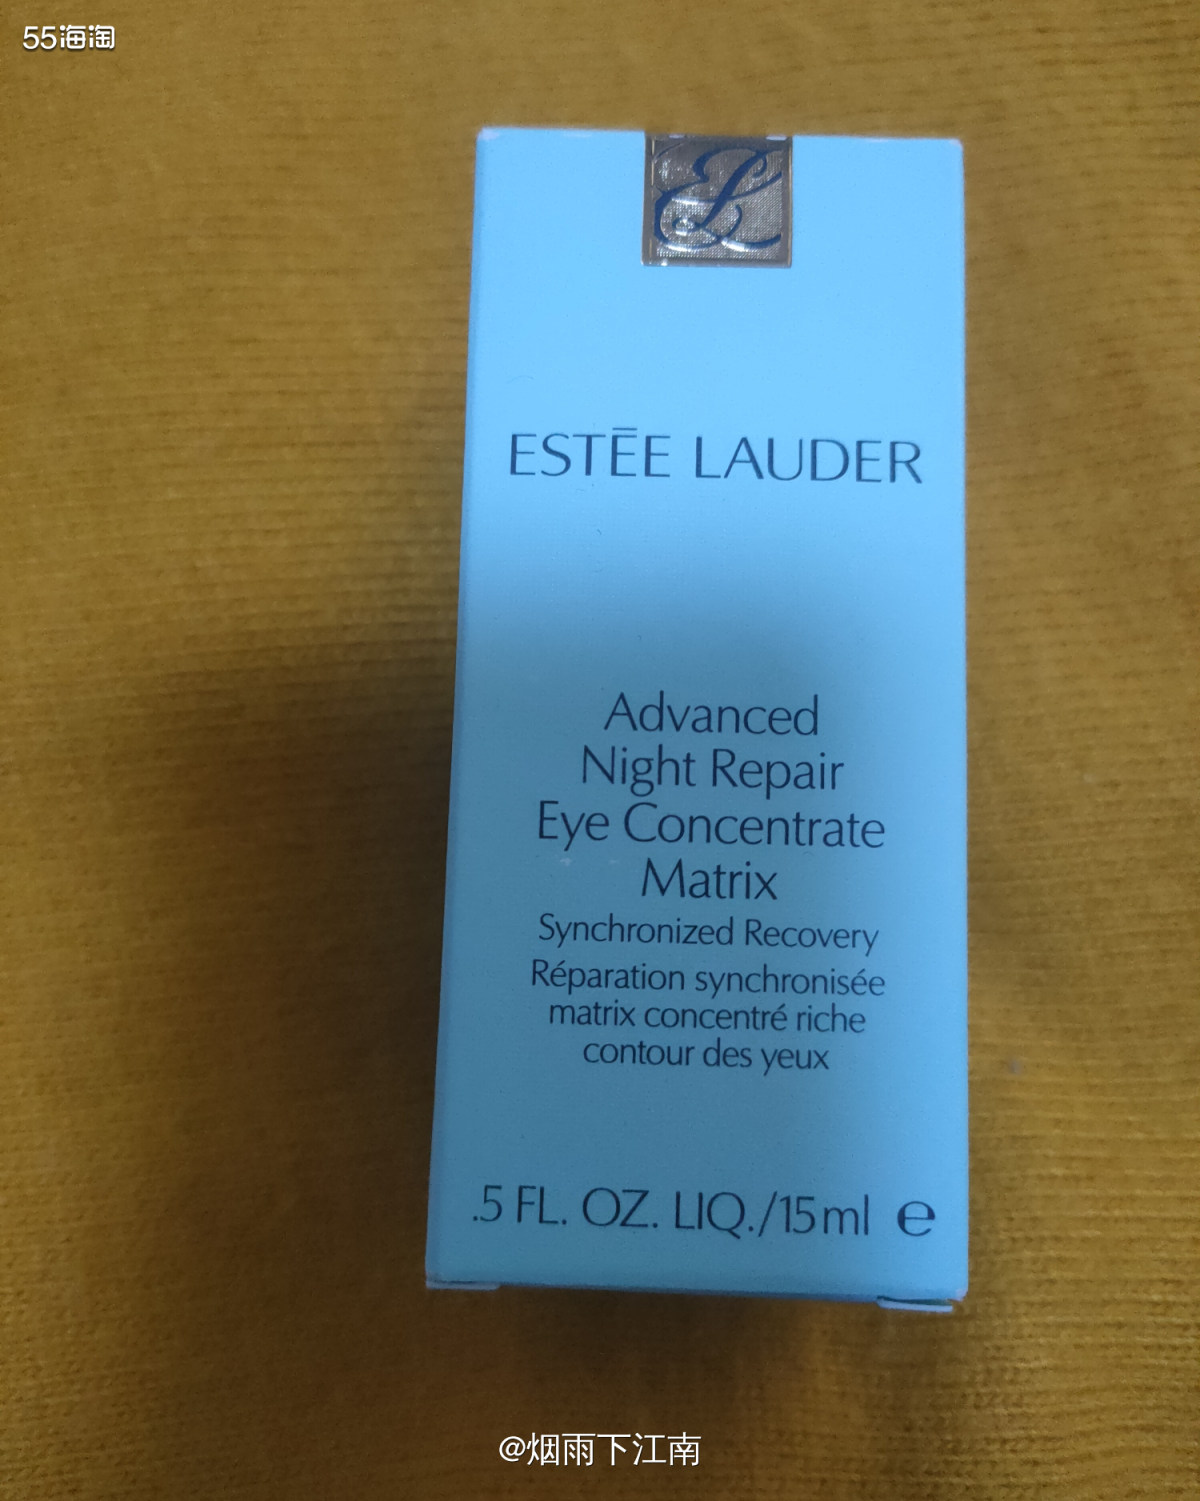 55海淘
EL
ESTĒE LAUDER
Advanced
Night Repair
Eye Concentrate
Matrix
Synchronized Recovery
Réparation synchronisée
matrix concentré riche
contour des yeux
.5 FL. OZ. LIQ./15ml ℮
@烟雨下江南